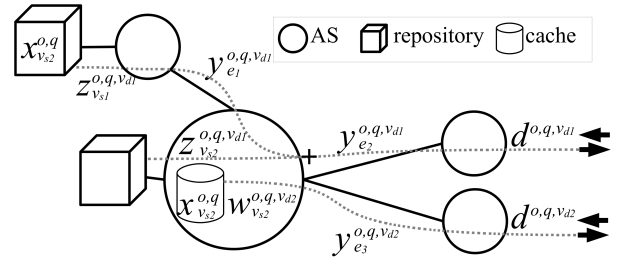 AS repository cache
x^{o,q}_{v_{s2}}
z^{o,q,v_{d1}}_{v_{s1}}
y^{o,q,v_{d1}}_{e_1}
z^{o,q,v_{d1}}_{v_{s2}}
+
y^{o,q,v_{d1}}_{e_2}
d^{o,q,v_{d1}}
x^{o,q}_{v_{s2}}
w^{o,q,v_{d2}}_{v_{s2}}
y^{o,q,v_{d2}}_{e_3}
d^{o,q,v_{d2}}